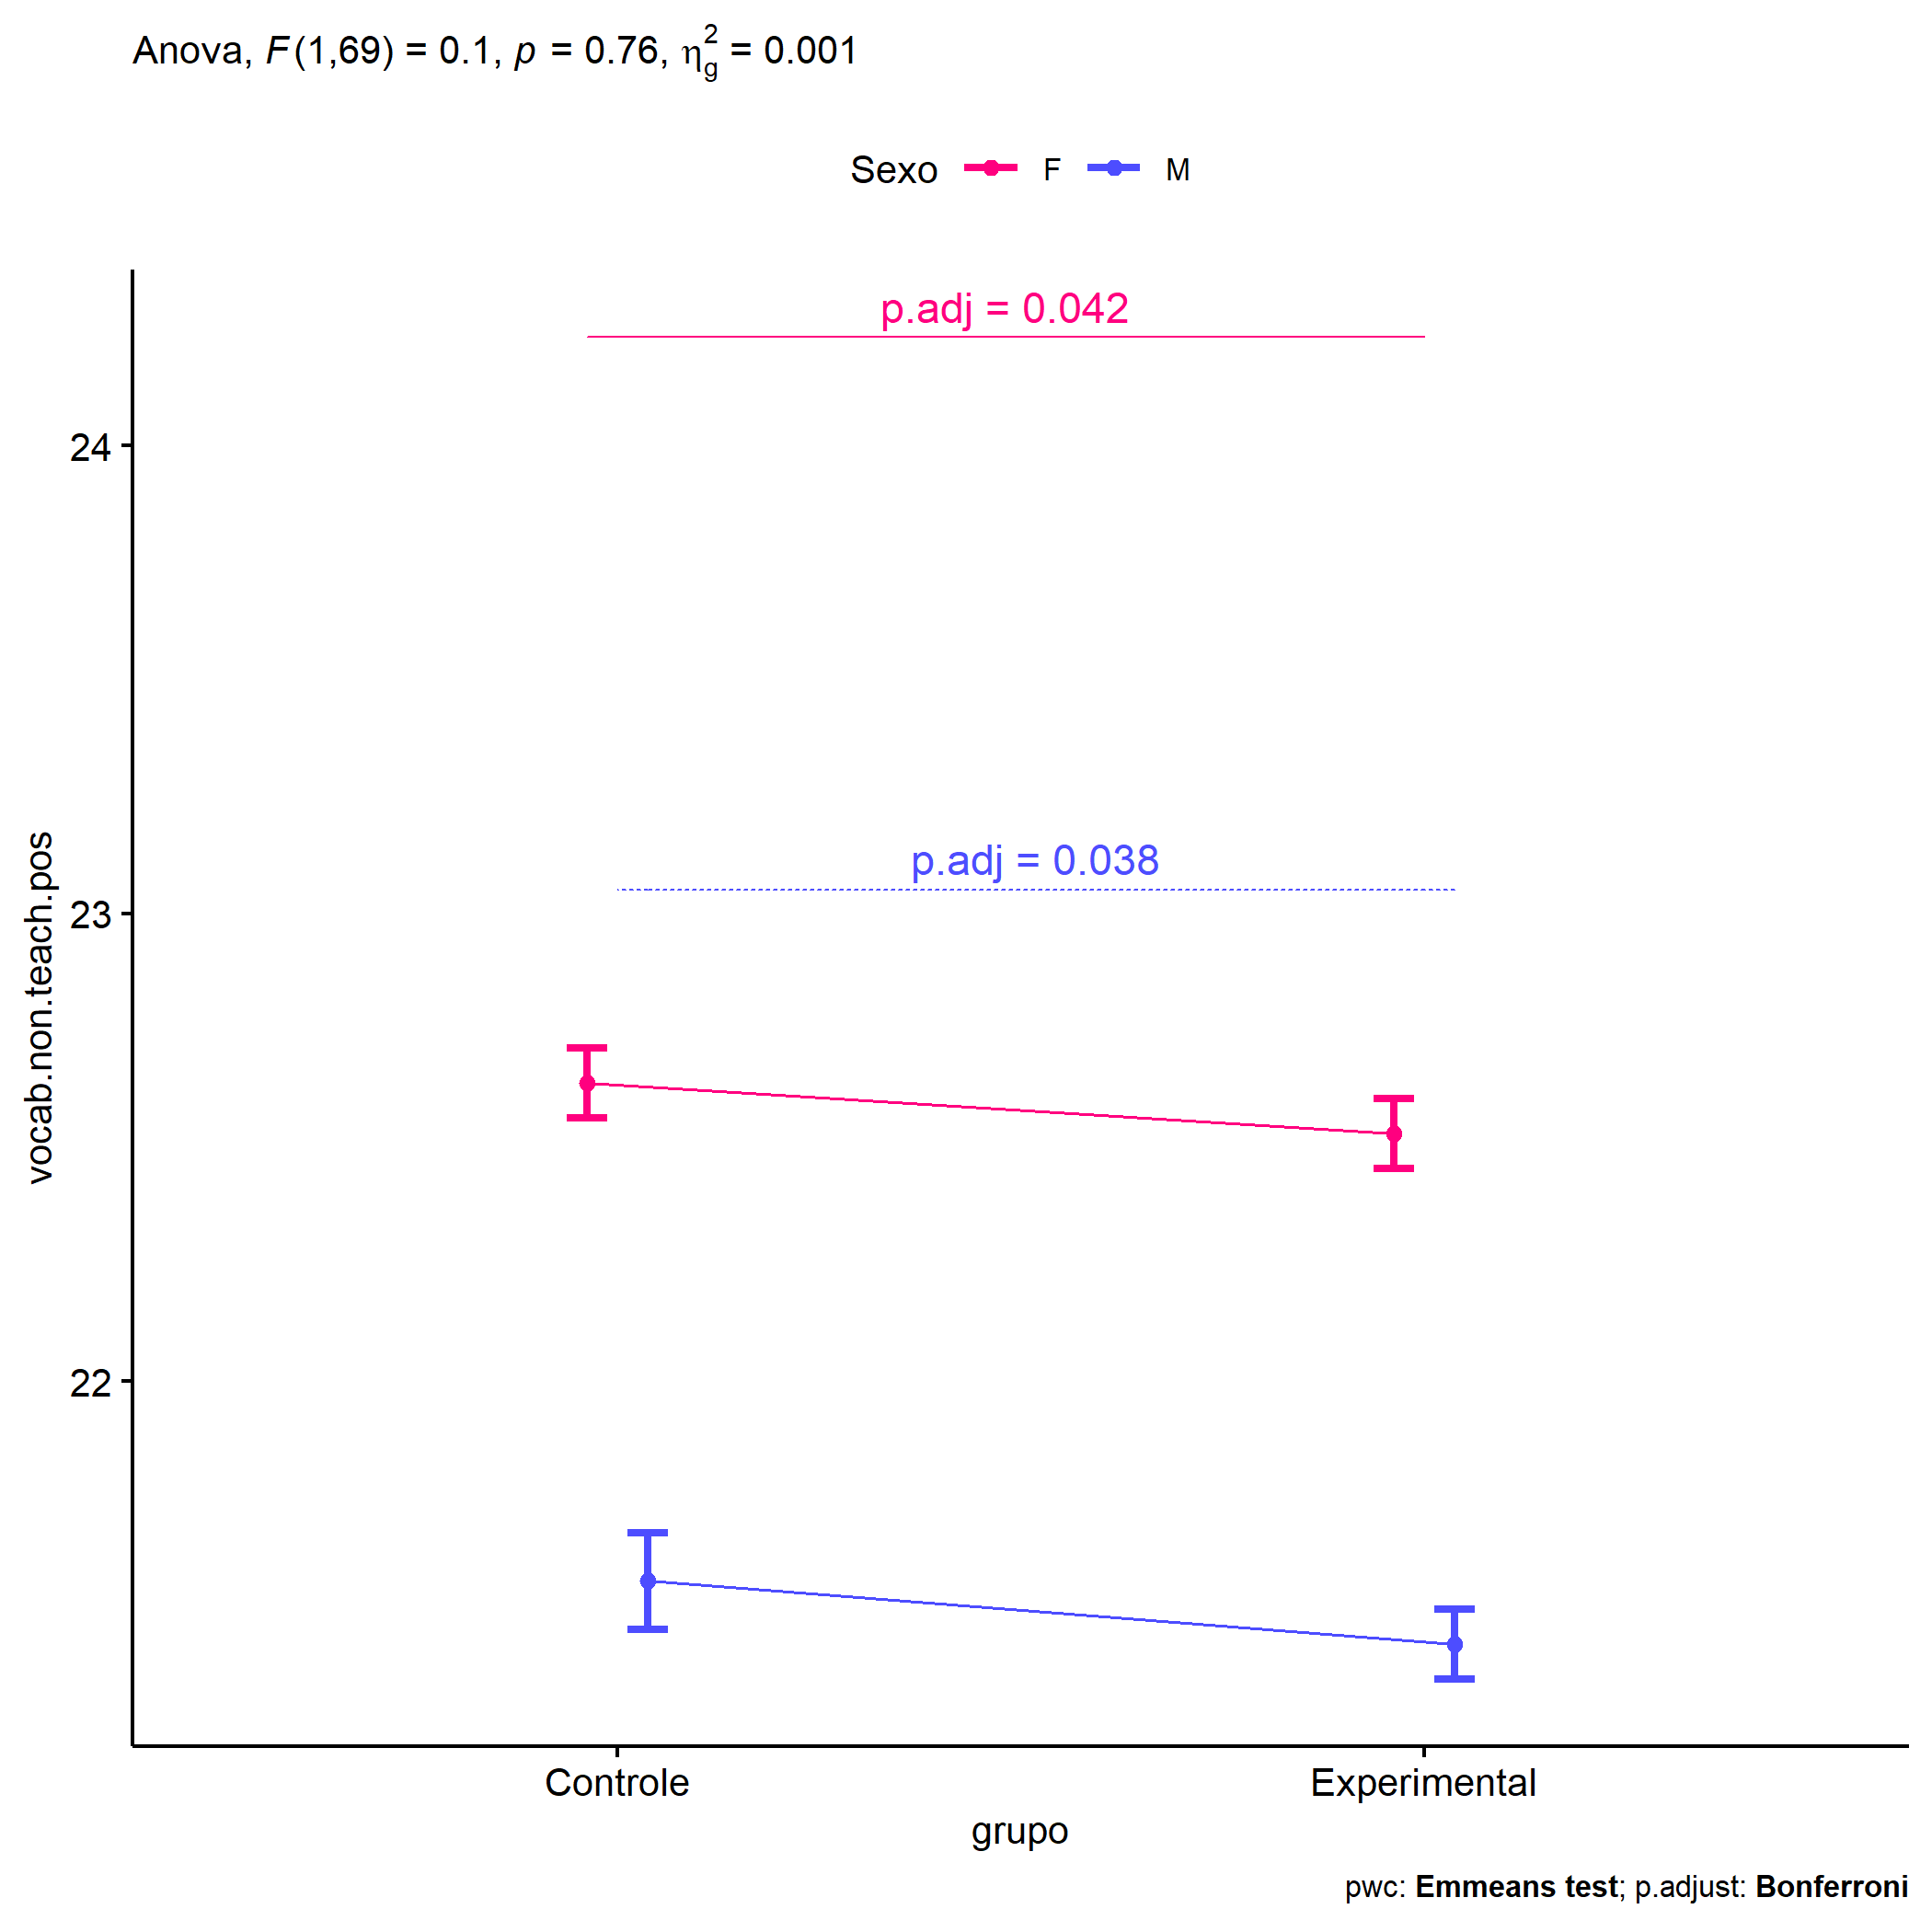 Anova, F(1,69) = 0.1, p = 0.76, η²g = 0.001
Sexo F M
p.adj = 0.042
24
p.adj = 0.038
23
22
vocab.non.teach.pos
Controle Experimental
grupo
pwc: Emmeans test; p.adjust: Bonferroni